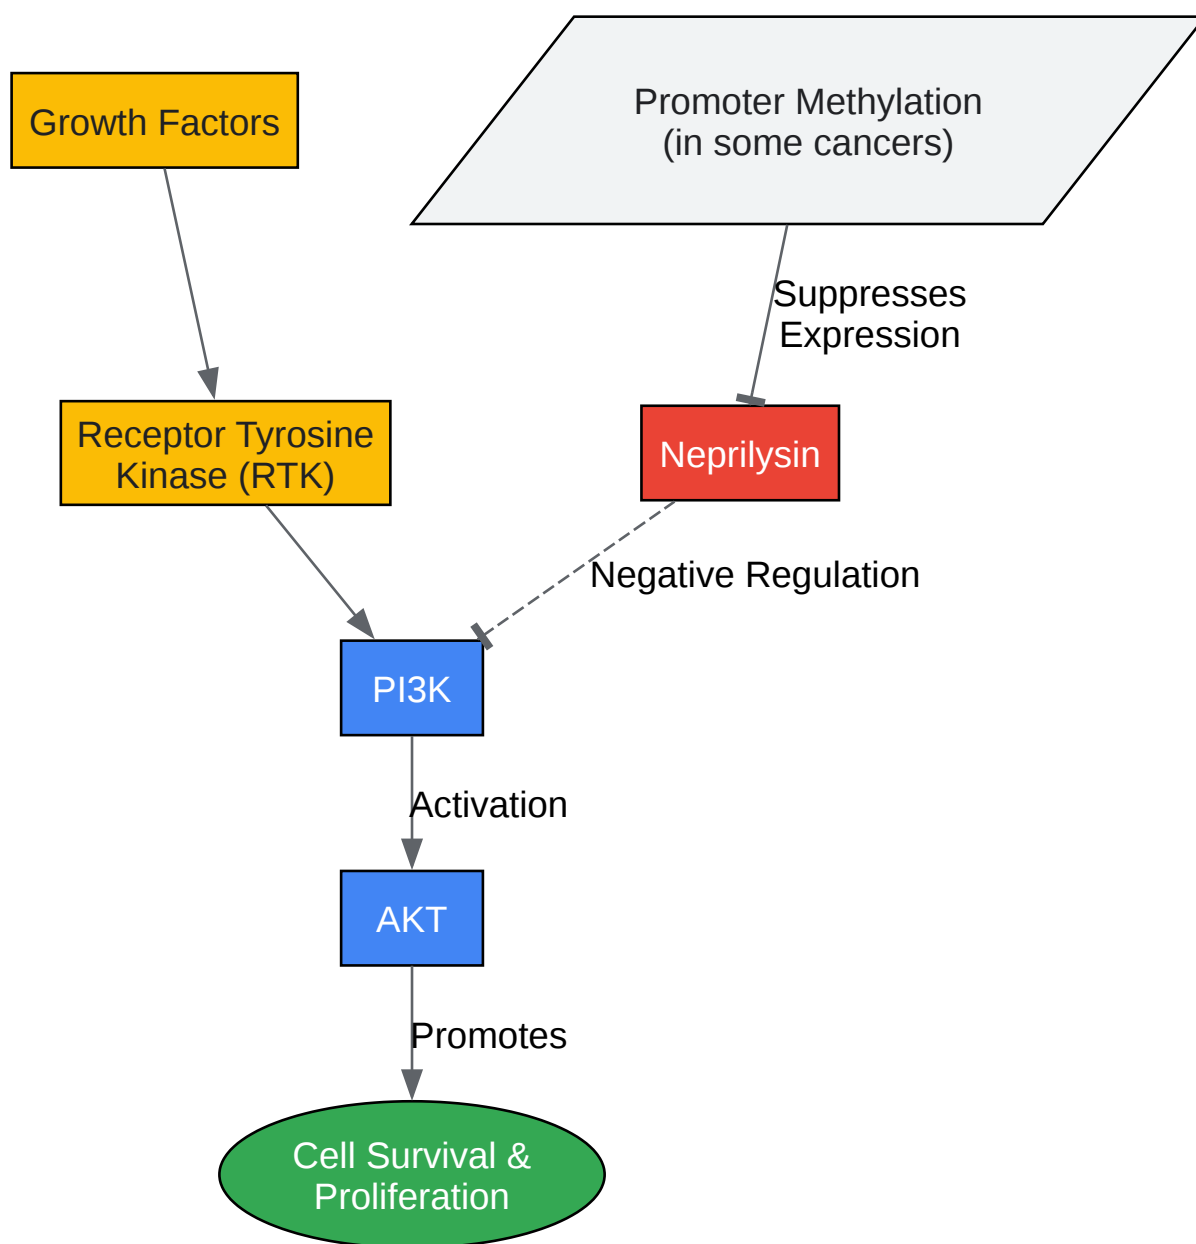 Growth Factors
Promoter Methylation
(in some cancers)
Suppresses
Expression
Receptor Tyrosine
Kinase (RTK)
Neprilysin
Negative Regulation
PI3K
Activation
AKT
Promotes
Cell Survival &
Proliferation